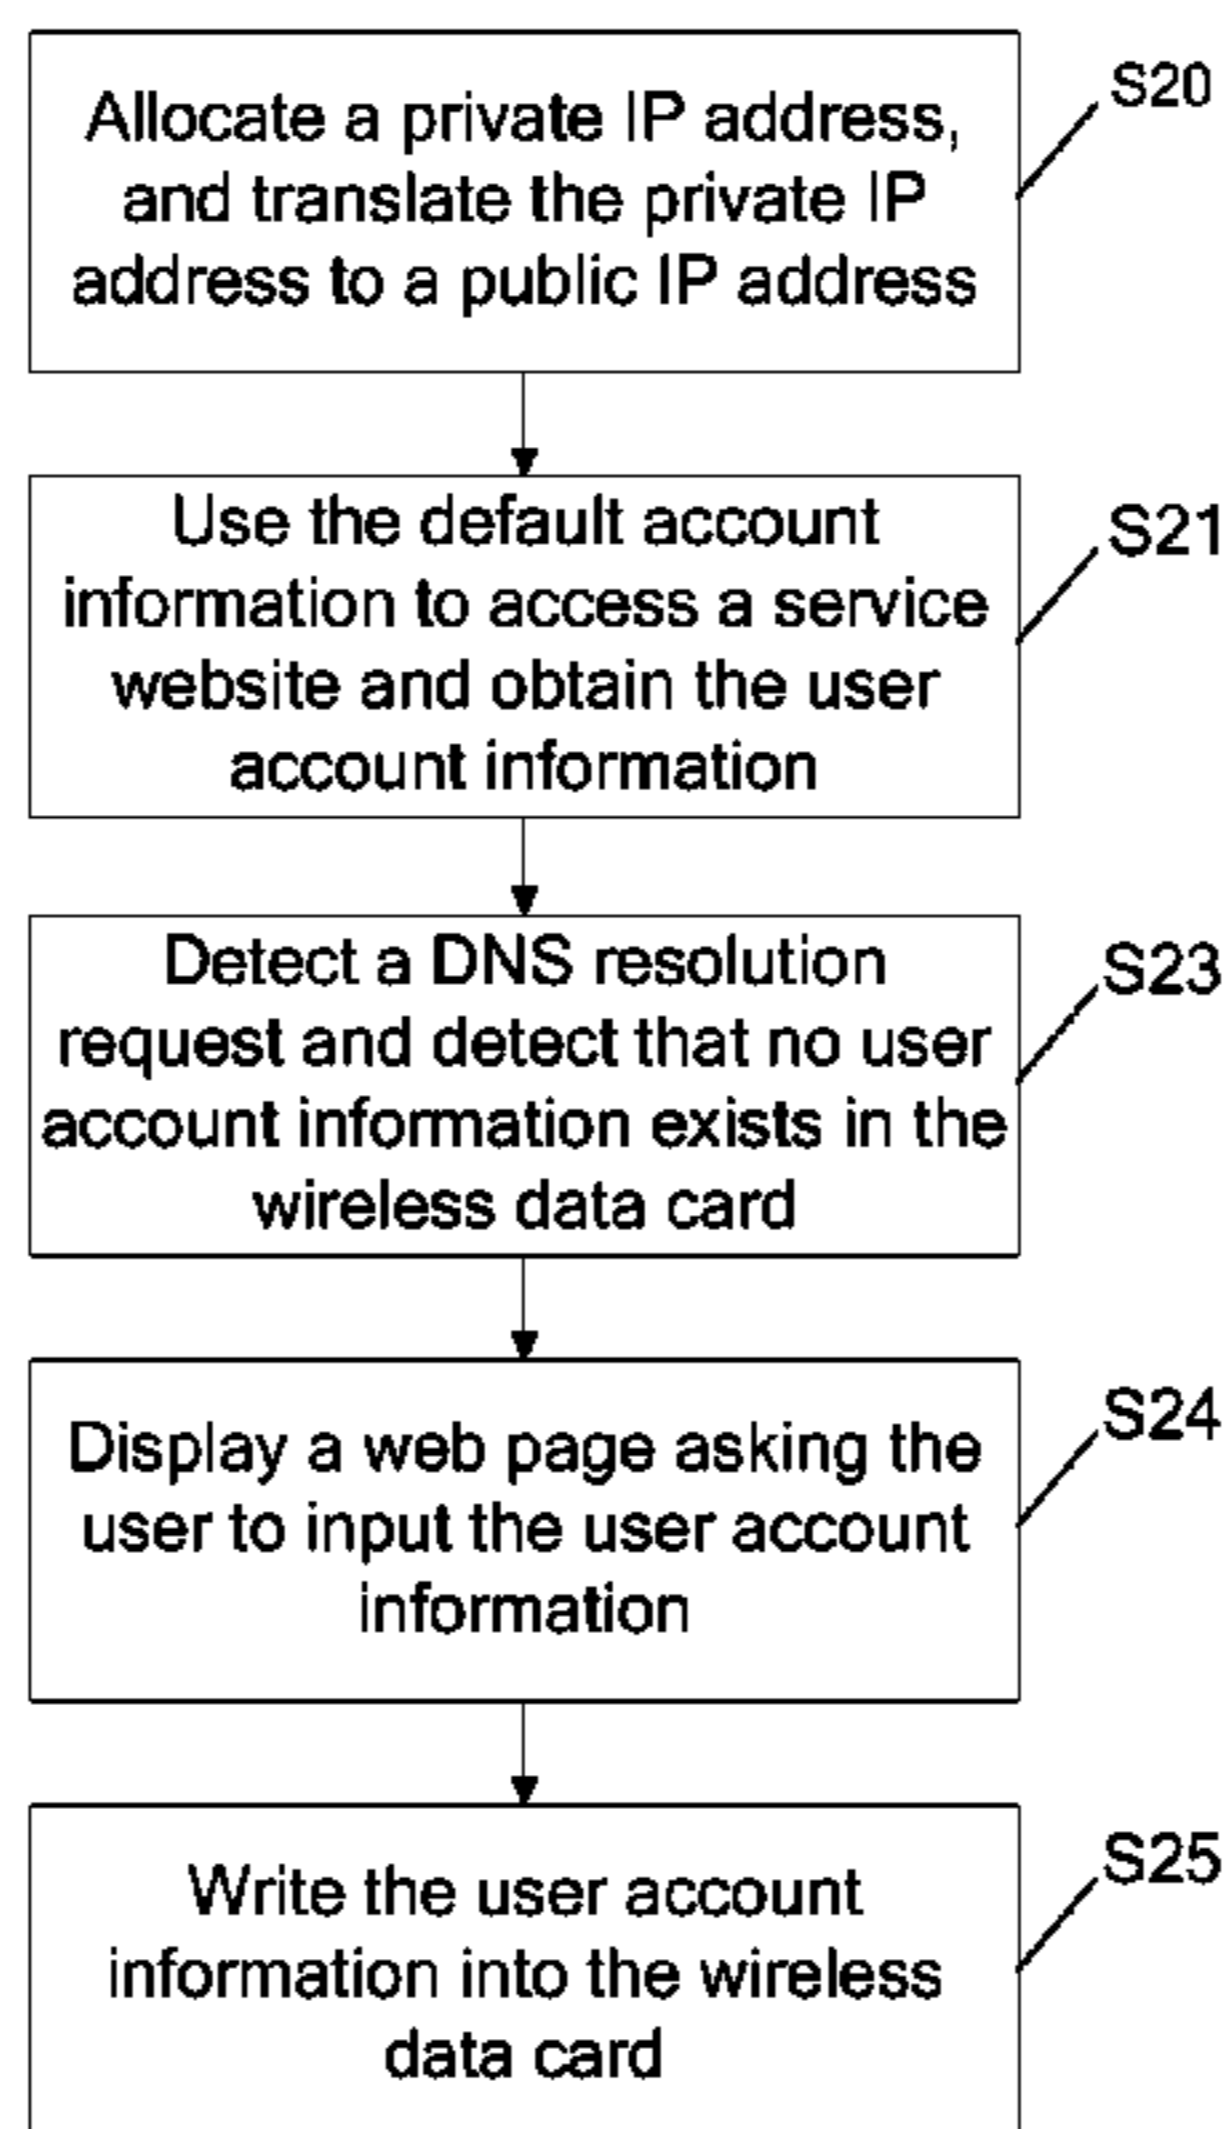 Allocate a private IP address,
and translate the private IP
address to a public IP address
S20
Use the default account
information to access a service
website and obtain the user
account information
S21
Detect a DNS resolution
request and detect that no user
account information exists in the
wireless data card
S23
Display a web page asking the
user to input the user account
information
S24
Write the user account
information into the wireless
data card
S25